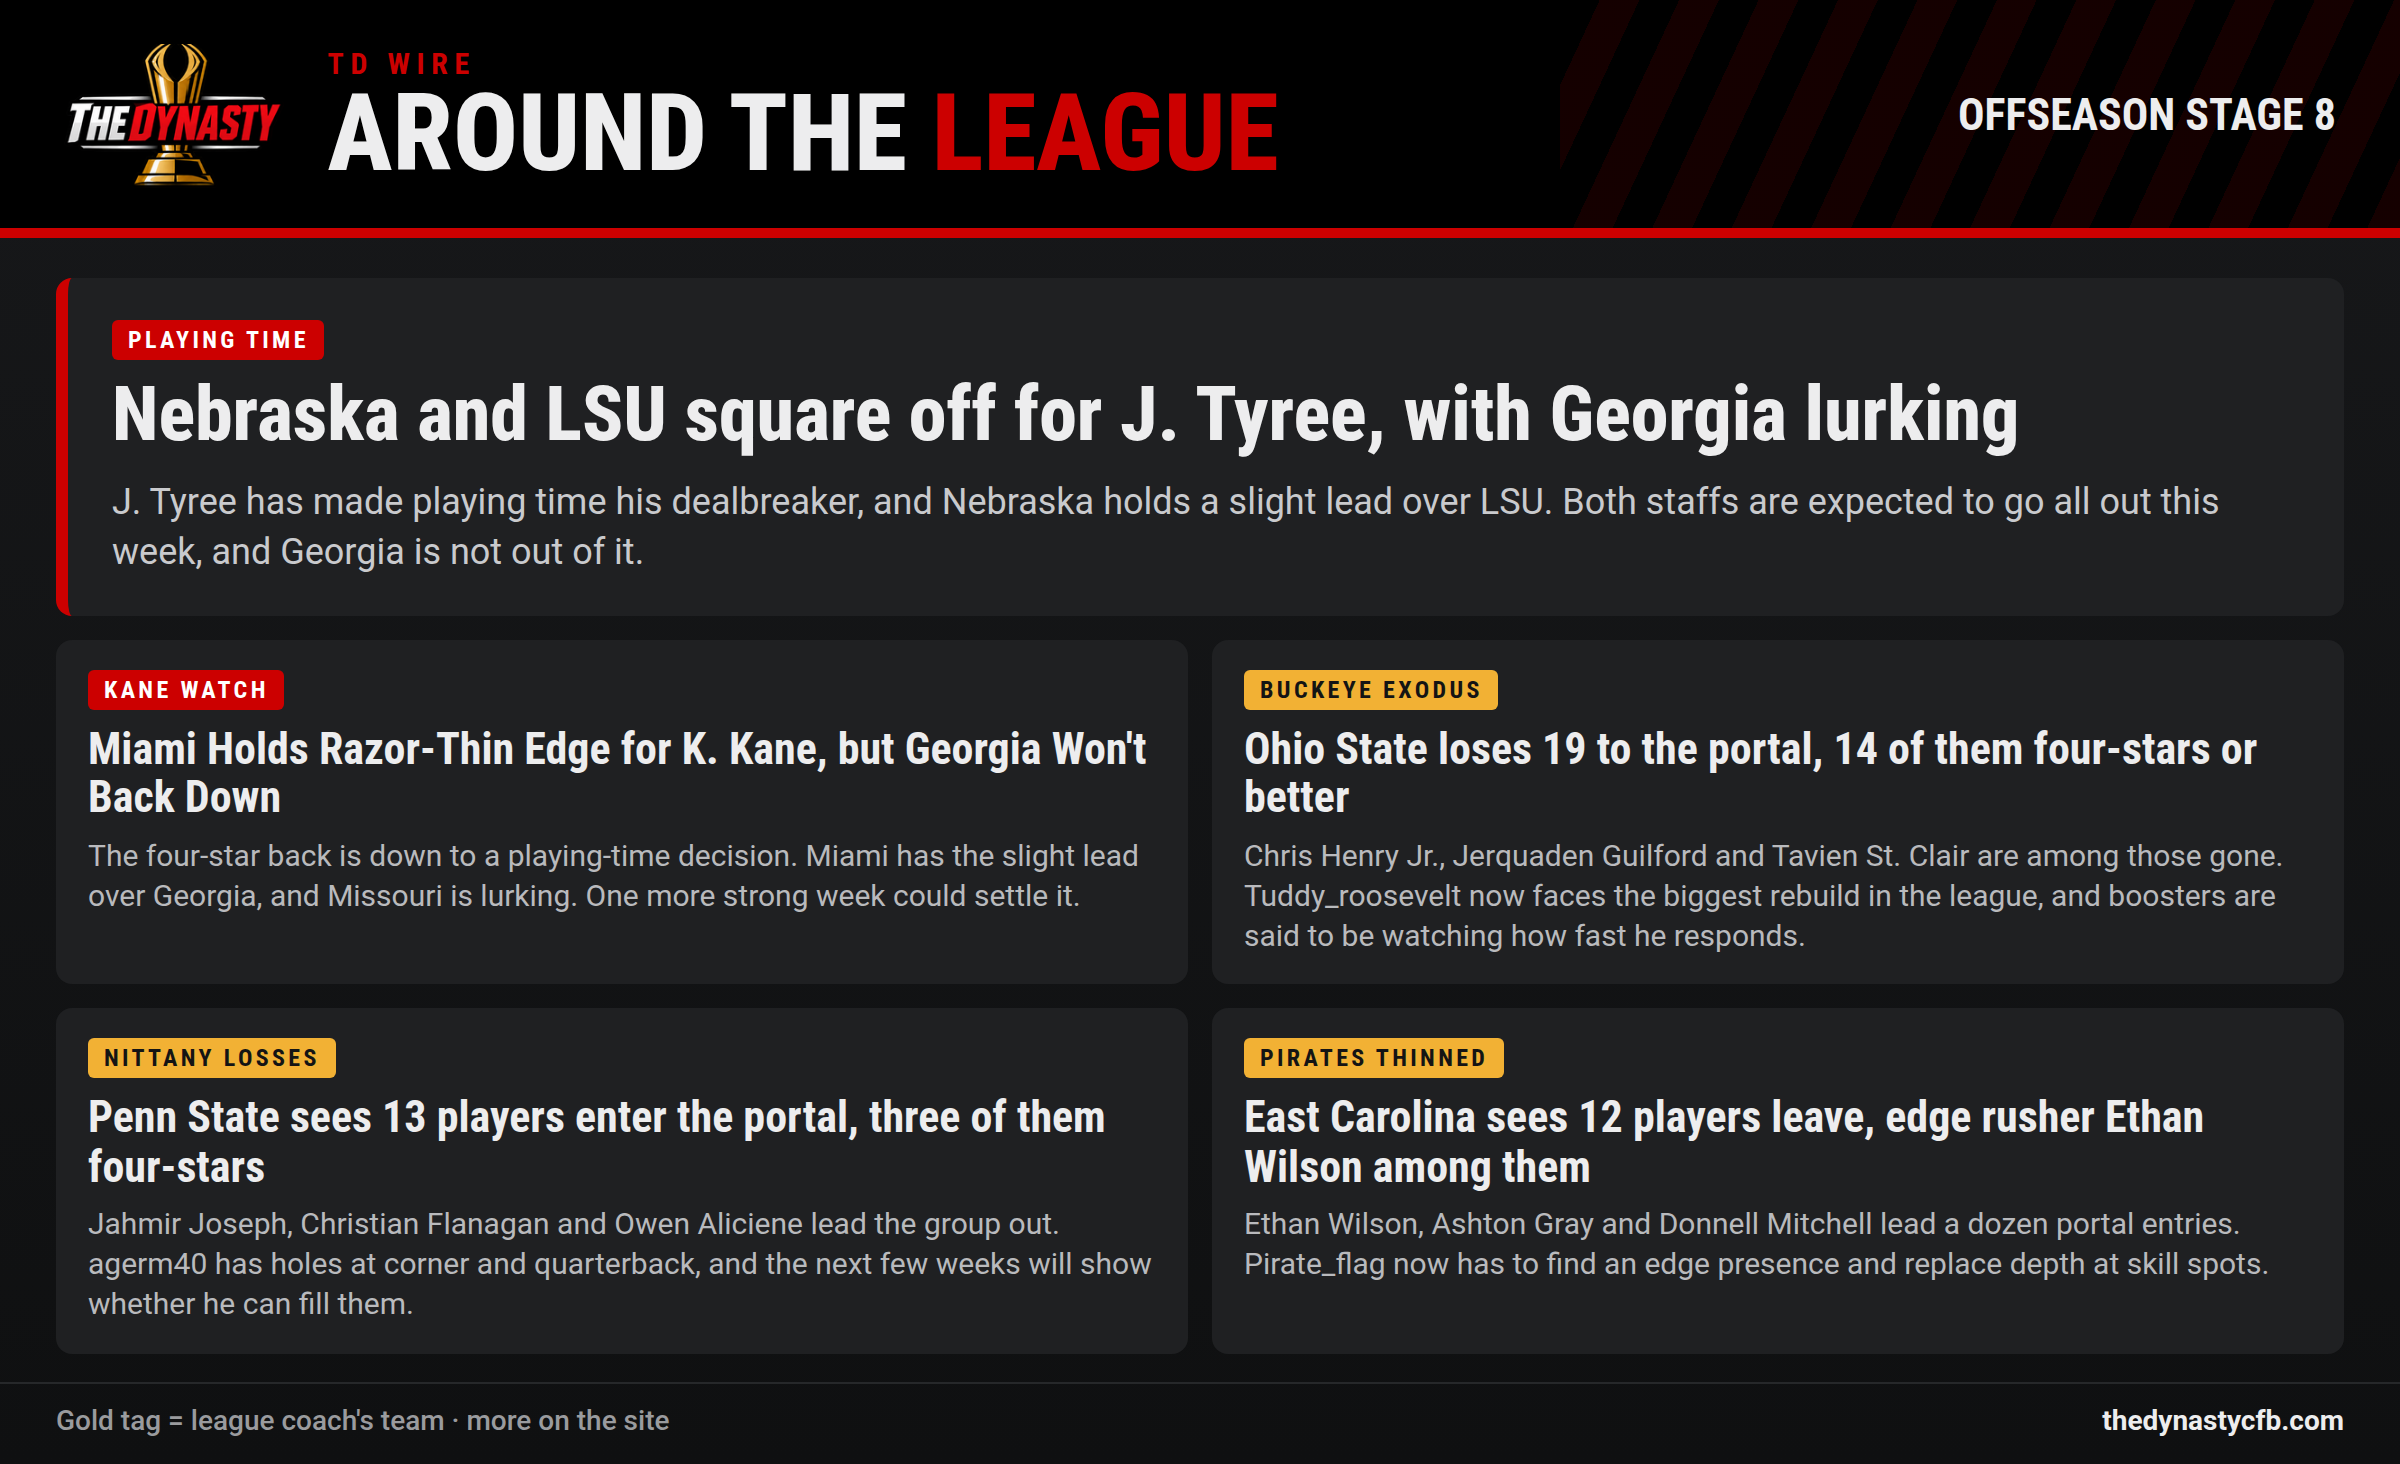 THE DYNASTY
TD WIRE
AROUND THE LEAGUE
OFFSEASON STAGE 8
PLAYING TIME
Nebraska and LSU square off for J. Tyree, with Georgia lurking
J. Tyree has made playing time his dealbreaker, and Nebraska holds a slight lead over LSU. Both staffs are expected to go all out this
week, and Georgia is not out of it.
KANE WATCH
Miami Holds Razor-Thin Edge for K. Kane, but Georgia Won't
Back Down
The four-star back is down to a playing-time decision. Miami has the slight lead
over Georgia, and Missouri is lurking. One more strong week could settle it.
BUCKEYE EXODUS
Ohio State loses 19 to the portal, 14 of them four-stars or
better
Chris Henry Jr., Jerquaden Guilford and Tavien St. Clair are among those gone.
Tuddy_roosevelt now faces the biggest rebuild in the league, and boosters are
said to be watching how fast he responds.
NITTANY LOSSES
Penn State sees 13 players enter the portal, three of them
four-stars
Jahmir Joseph, Christian Flanagan and Owen Aliciene lead the group out.
agerm40 has holes at corner and quarterback, and the next few weeks will show
whether he can fill them.
PIRATES THINNED
East Carolina sees 12 players leave, edge rusher Ethan
Wilson among them
Ethan Wilson, Ashton Gray and Donnell Mitchell lead a dozen portal entries.
Pirate_flag now has to find an edge presence and replace depth at skill spots.
Gold tag = league coach's team · more on the site
thedynastycfb.com